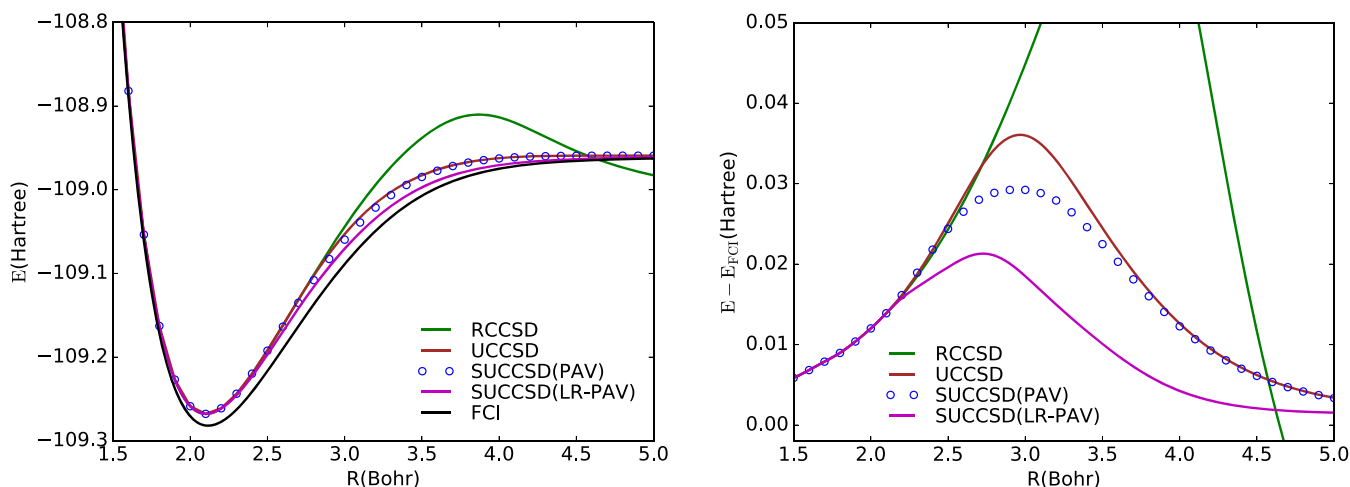 −108.8
−108.9
−109.0
−109.1
−109.2
−109.3
E(Hartree)
1.5 2.0 2.5 3.0 3.5 4.0 4.5 5.0
R(Bohr)
RCCSD
UCCSD
SUCCSD(PAV)
SUCCSD(LR-PAV)
FCI
0.05
0.04
0.03
0.02
0.01
0.00
E − E_FCI(Hartree)
1.5 2.0 2.5 3.0 3.5 4.0 4.5 5.0
R(Bohr)
RCCSD
UCCSD
SUCCSD(PAV)
SUCCSD(LR-PAV)